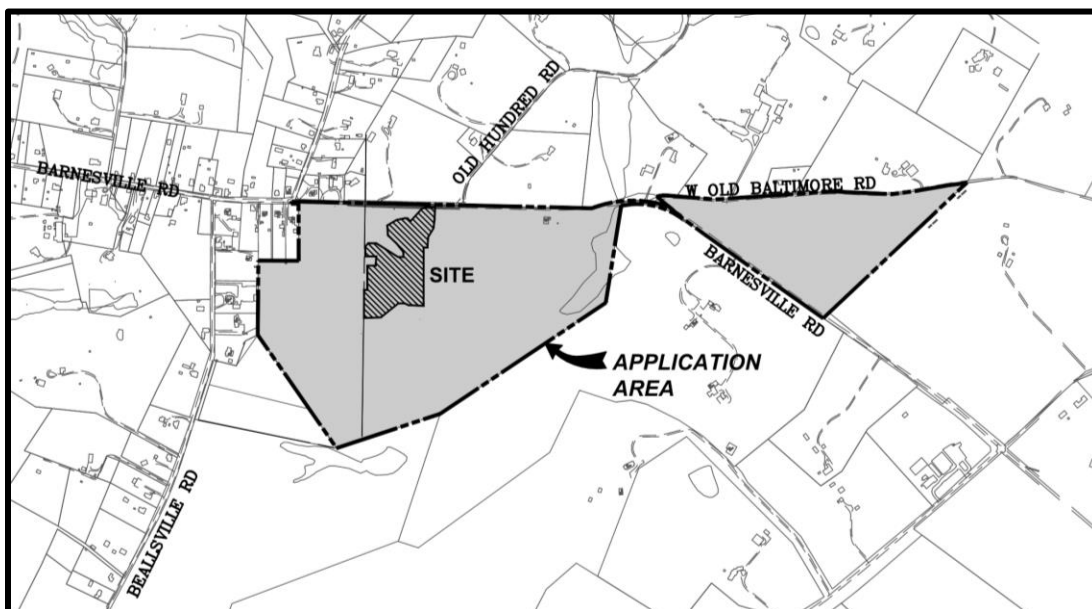 OLD HUNDRED RD
BARNESVILLE RD
W OLD BALTIMORE RD
SITE
BARNESVILLE RD
APPLICATION
AREA
BEALLSVILLE RD